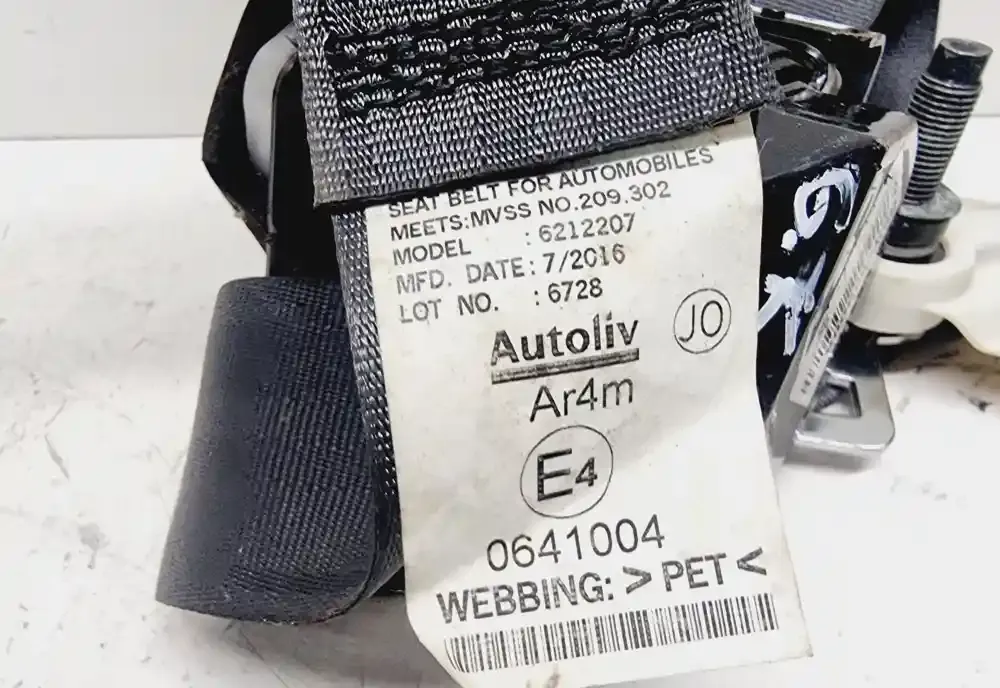 SEAT BELT FOR AUTOMOBILES
MEETS:MVSS NO.209.302
MODEL : 6212207
MFD. DATE : 7/2016
LOT NO. : 6728
Autoliv
JO
Ar4m
E4
0641004
WEBBING: > PET <